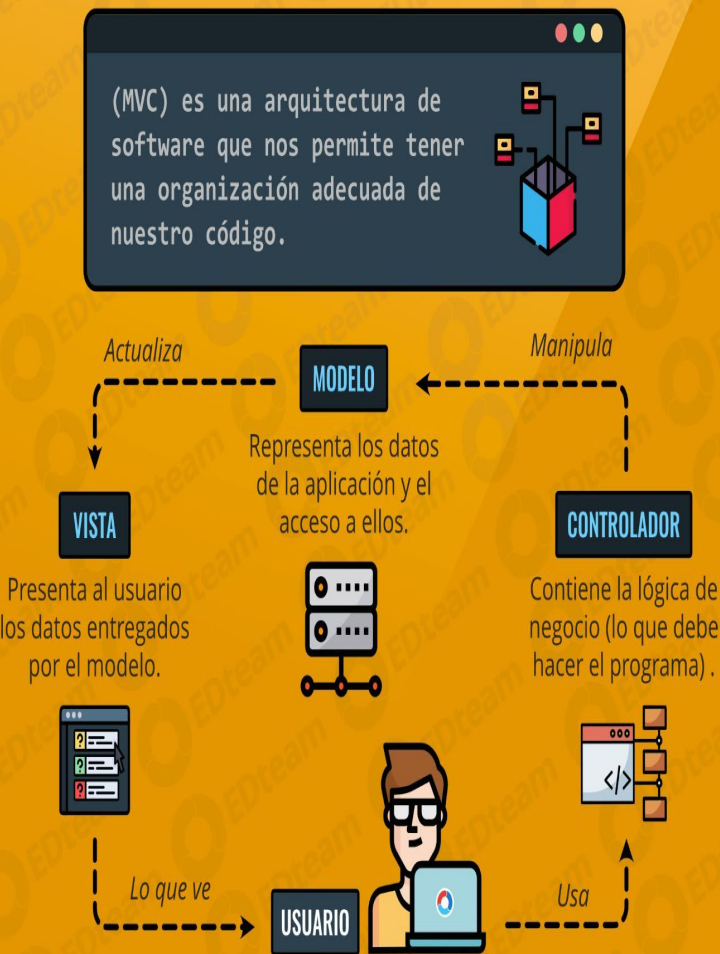 (MVC) es una arquitectura de
software que nos permite tener
una organización adecuada de
nuestro código.
Actualiza
Manipula
MODELO
Representa los datos
de la aplicación y el
acceso a ellos.
VISTA
Presenta al usuario
los datos entregados
por el modelo.
CONTROLADOR
Contiene la lógica de
negocio (lo que debe
hacer el programa) .
</>
Lo que ve
USUARIO
Usa
EDteam